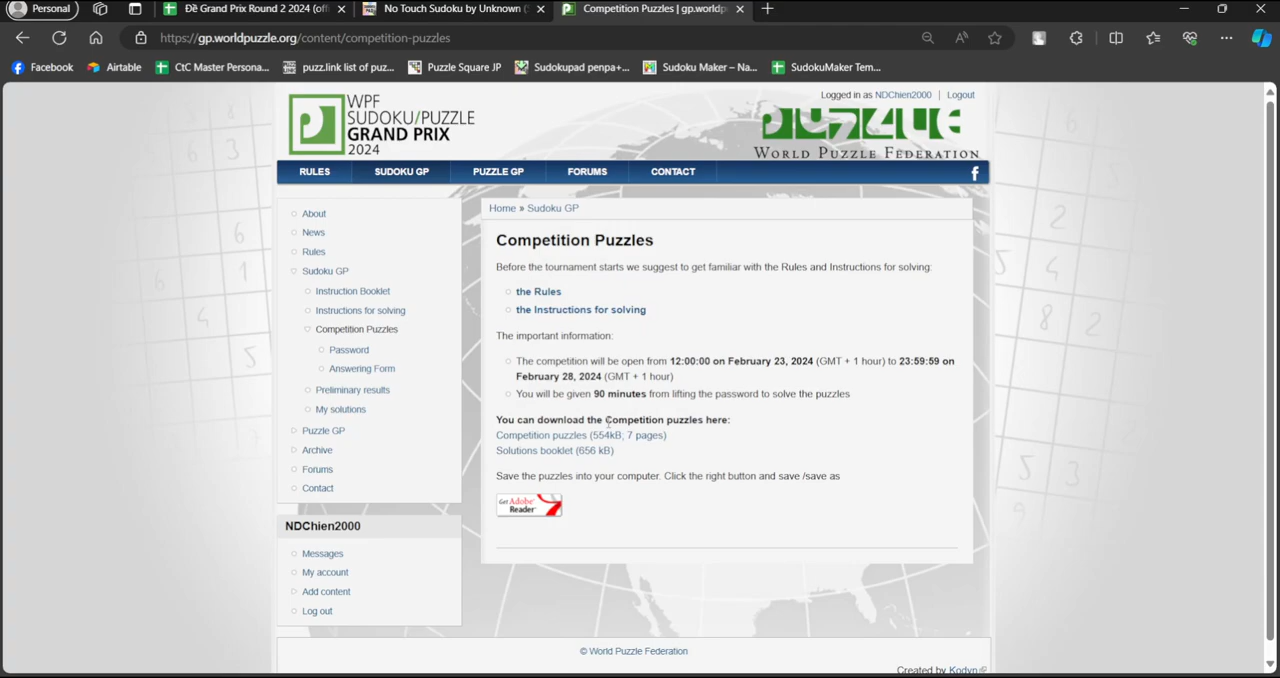 Personal
Đề Grand Prix Round 2 2024 (off
No Touch Sudoku by Unknown (
Competition Puzzles | gp.worldp
https://gp.worldpuzzle.org/content/competition-puzzles
Facebook
Airtable
CtC Master Persona...
puzz.link list of puz...
Puzzle Square JP
Sudokupad penpa+...
Sudoku Maker – Na...
SudokuMaker Tem...
WPF
SUDOKU/PUZZLE
GRAND PRIX
2024
Logged in as NDChien2000 | Logout
PUZZLE
WORLD PUZZLE FEDERATION
RULES
SUDOKU GP
PUZZLE GP
FORUMS
CONTACT
About
News
Rules
Sudoku GP
Instruction Booklet
Instructions for solving
Competition Puzzles
Password
Answering Form
Preliminary results
My solutions
Puzzle GP
Archive
Forums
Contact
NDChien2000
Messages
My account
Add content
Log out
Home » Sudoku GP
Competition Puzzles
Before the tournament starts we suggest to get familiar with the Rules and Instructions for solving:
the Rules
the Instructions for solving
The important information:
The competition will be open from 12:00:00 on February 23, 2024 (GMT + 1 hour) to 23:59:59 on
February 28, 2024 (GMT + 1 hour)
You will be given 90 minutes from lifting the password to solve the puzzles
You can download the Competition puzzles here:
Competition puzzles (554kB, 7 pages)
Solutions booklet (656 kB)
Save the puzzles into your computer. Click the right button and save /save as
Get Adobe
Reader
© World Puzzle Federation
Created by Kodyn